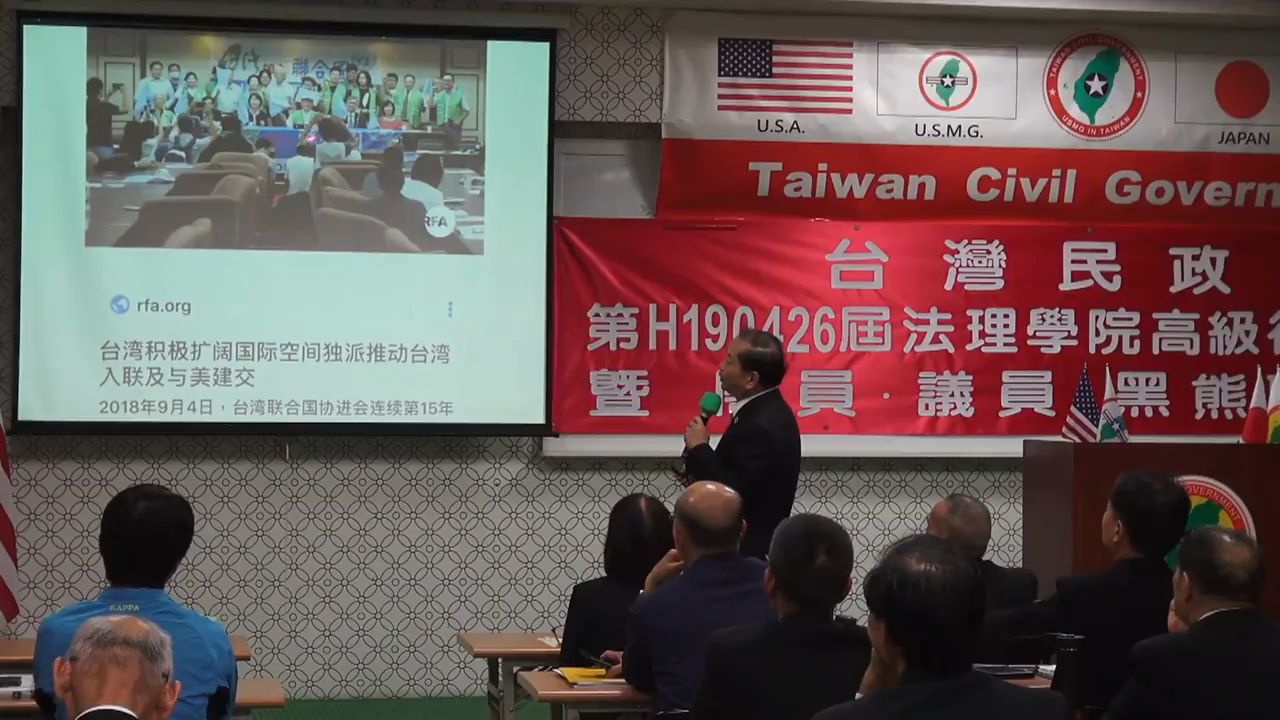 聯合國
RFA
rfa.org
台湾积极扩阔国际空间独派推动台湾
入联及与美建交
2018年9月4日，台湾联合国协进会连续第15年
U.S.A.
U.S.M.G.
TAIWAN CIVIL GOVERNMENT
USMG IN TAIWAN
JAPAN
Taiwan Civil Govern
台灣民政
第H190426屆法理學院高級
暨 員·議員 黑熊
KAPPA
GOVERNMENT